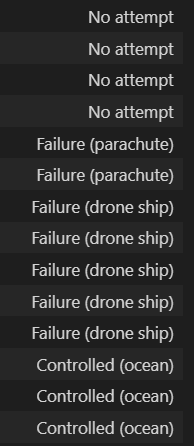 No attempt
No attempt
No attempt
No attempt
Failure (parachute)
Failure (parachute)
Failure (drone ship)
Failure (drone ship)
Failure (drone ship)
Failure (drone ship)
Failure (drone ship)
Controlled (ocean)
Controlled (ocean)
Controlled (ocean)